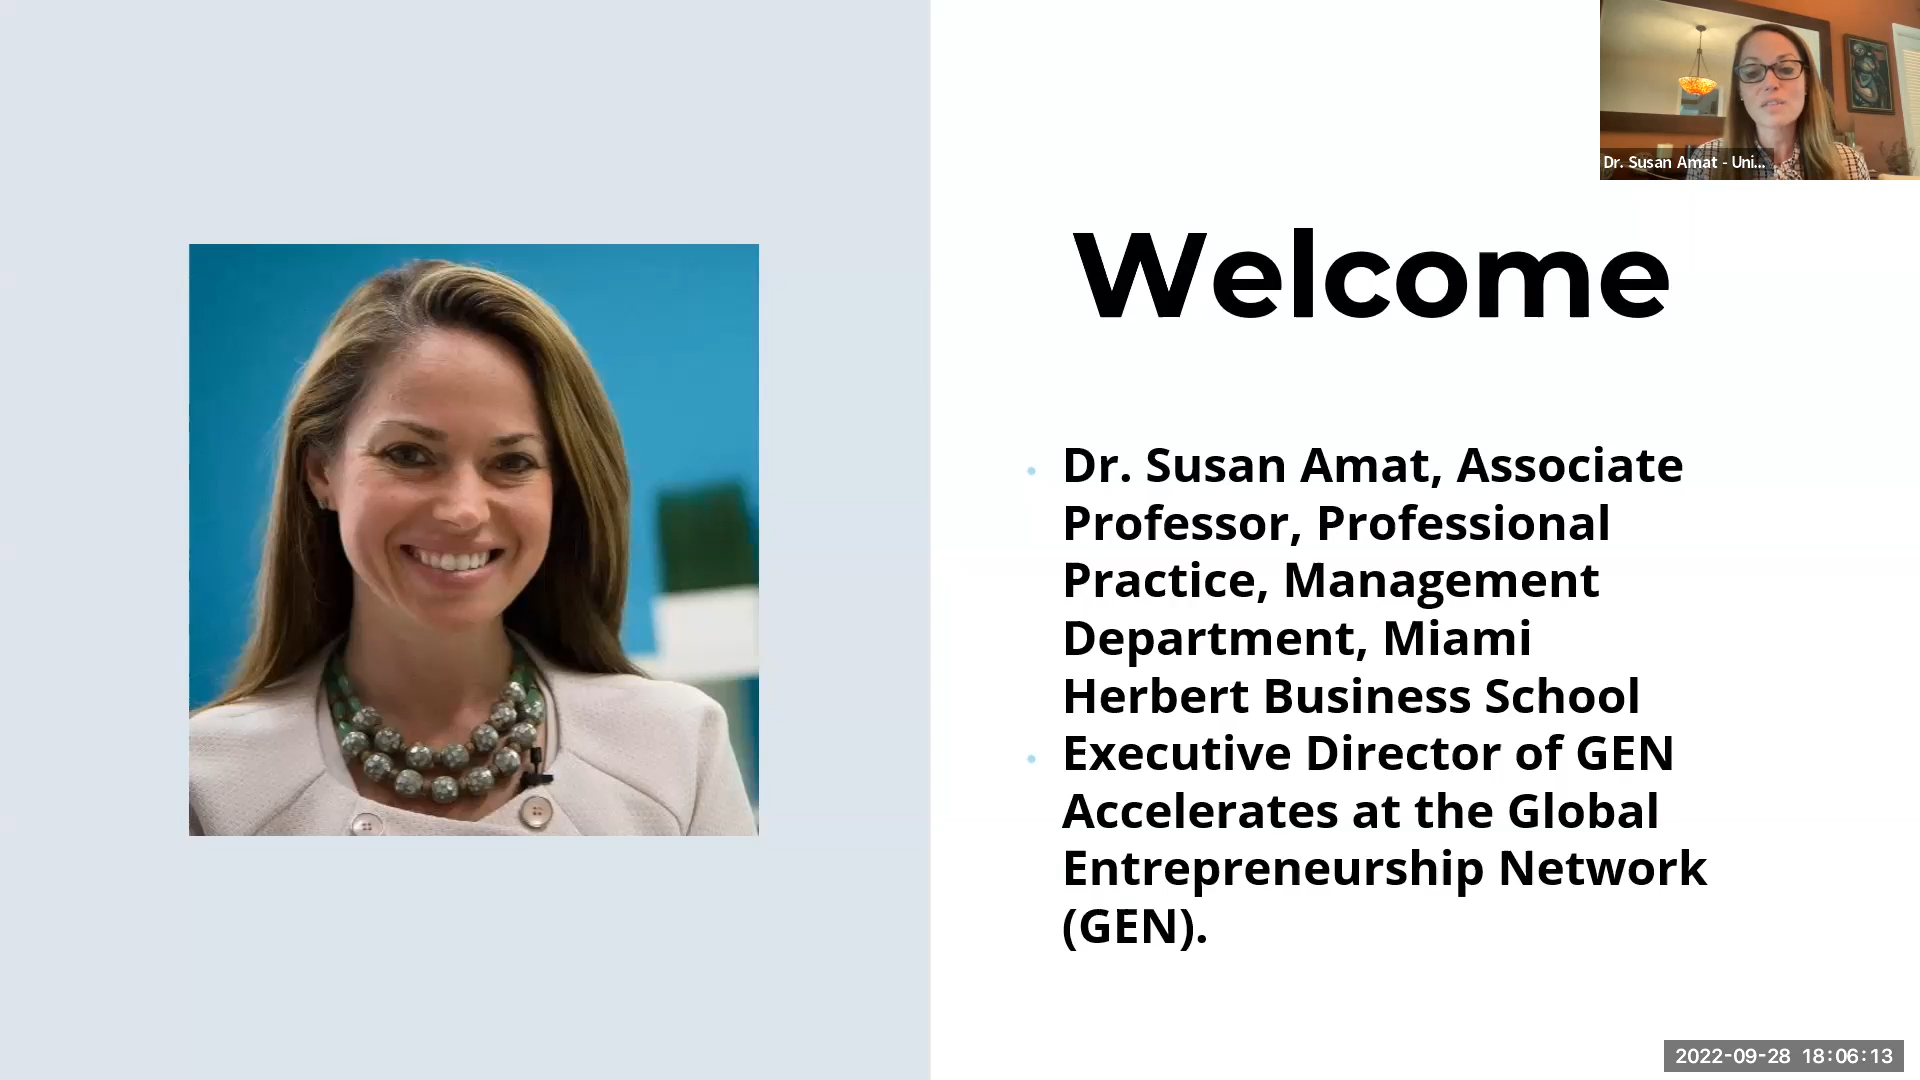 Dr. Susan Amat - Uni...
Welcome
Dr. Susan Amat, Associate
Professor, Professional
Practice, Management
Department, Miami
Herbert Business School
Executive Director of GEN
Accelerates at the Global
Entrepreneurship Network
(GEN).
2022-09-28 18:06:13